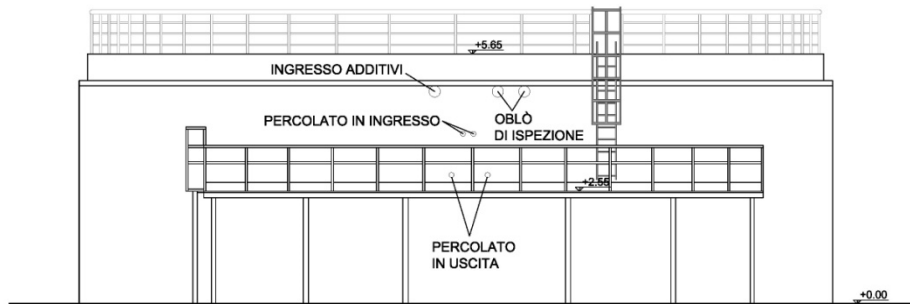 +5.65
INGRESSO ADDITIVI
PERCOLATO IN INGRESSO
OBLÒ
DI ISPEZIONE
+2.55
PERCOLATO
IN USCITA
+0.00